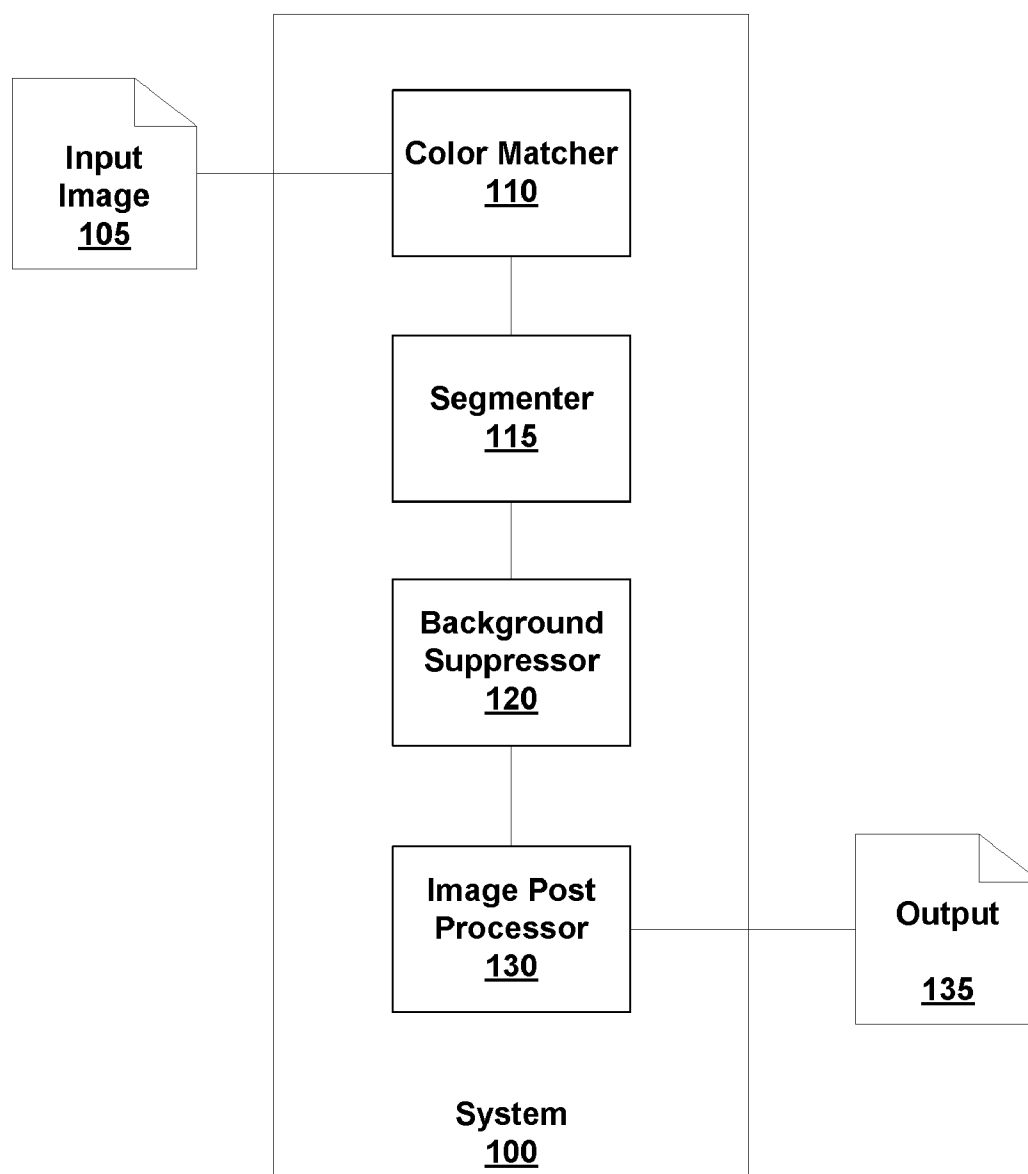 Input
Image
105
Color Matcher
110
Segmenter
115
Background
Suppressor
120
Image Post
Processor
130
Output
135
System
100